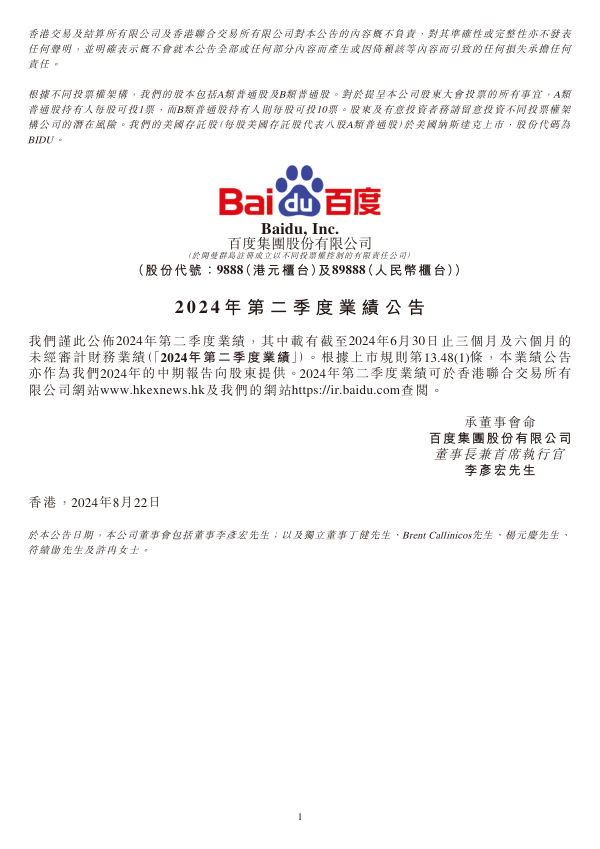 香港交易及結算所有限公司及香港聯合交易所有限公司對本公告的內容概不負責，對其準確性或完整性亦不發表
任何聲明，並明確表示概不會就本公告全部或任何部分內容而產生或因倚賴該等內容而引致的任何損失承擔任何
責任。
根據不同投票權架構，我們的股本包括A類普通股及B類普通股。對於提呈本公司股東大會投票的所有事宜，A類
普通股持有人每股可投1票，而B類普通股持有人則每股可投10票。股東及有意投資者務請留意投資不同投票權架
構公司的潛在風險。我們的美國存託股（每股美國存託股代表八股A類普通股）於美國納斯達克上市，股份代碼為
BIDU。
Bai du 百度
Baidu, Inc.
百度集團股份有限公司
（於開曼群島註冊成立以不同投票權控制的有限責任公司）
（股份代號：9888（港元櫃台）及89888（人民幣櫃台））
2024年第二季度業績公告
我們謹此公佈2024年第二季度業績，其中載有截至2024年6月30日止三個月及六個月的
未經審計財務業績（「2024年第二季度業績」）。根據上市規則第13.48(1)條，本業績公告
亦作為我們2024年的中期報告向股東提供。2024年第二季度業績可於香港聯合交易所有
限公司網站www.hkexnews.hk及我們的網站https://ir.baidu.com查閱。
承董事會命
百度集團股份有限公司
董事長兼首席執行官
李彥宏先生
香港，2024年8月22日
於本公告日期，本公司董事會包括董事李彥宏先生；以及獨立董事丁健先生、Brent Callinicos先生、楊元慶先生、
符績勛先生及許冉女士。
1